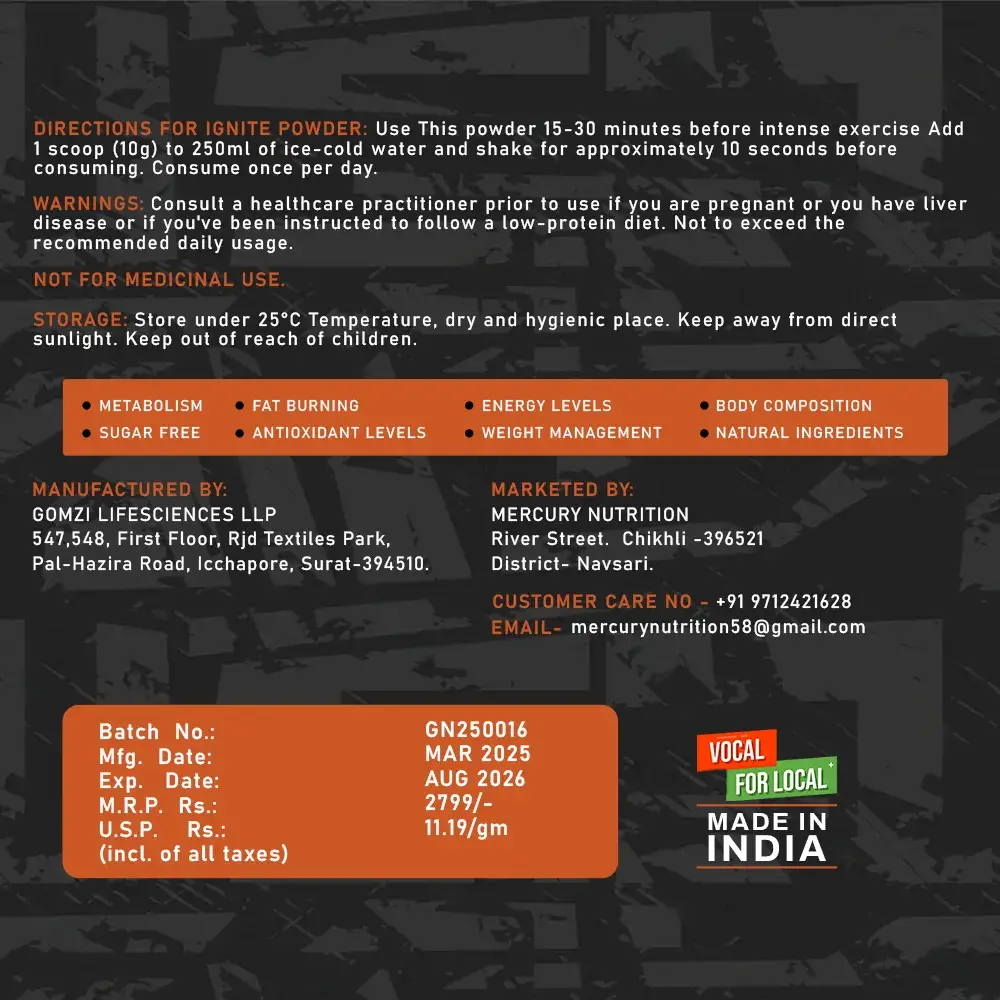 DIRECTIONS FOR IGNITE POWDER: Use This powder 15-30 minutes before intense exercise Add
1 scoop (10g) to 250ml of ice-cold water and shake for approximately 10 seconds before
consuming. Consume once per day.
WARNINGS: Consult a healthcare practitioner prior to use if you are pregnant or you have liver
disease or if you've been instructed to follow a low-protein diet. Not to exceed the
recommended daily usage.
NOT FOR MEDICINAL USE.
STORAGE: Store under 25°C Temperature, dry and hygienic place. Keep away from direct
sunlight. Keep out of reach of children.
• METABOLISM • FAT BURNING • ENERGY LEVELS • BODY COMPOSITION
• SUGAR FREE • ANTIOXIDANT LEVELS • WEIGHT MANAGEMENT • NATURAL INGREDIENTS
MANUFACTURED BY:
GOMZI LIFESCIENCES LLP
547,548, First Floor, Rjd Textiles Park,
Pal-Hazira Road, Icchapore, Surat-394510.
MARKETED BY:
MERCURY NUTRITION
River Street. Chikhli -396521
District- Navsari.
CUSTOMER CARE NO - +91 9712421628
EMAIL- mercurynutrition58@gmail.com
Batch No.: GN250016
Mfg. Date: MAR 2025
Exp. Date: AUG 2026
M.R.P. Rs.: 2799/-
U.S.P. Rs.: 11.19/gm
(incl. of all taxes)
VOCAL
FOR LOCAL
MADE IN
INDIA